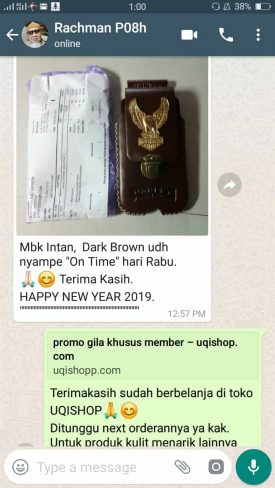 1:00
38%
Rachman P08h
online
Mbk Intan, Dark Brown udh
nyampe "On Time" hari Rabu.
🙏😊 Terima Kasih.
HAPPY NEW YEAR 2019.
"""""""""""""""""""""""""""""""""""
12:57 PM
promo gila khusus member – uqishop.
com
uqishopp.com
Terimakasih sudah berbelanja di toko
UQISHOP🙏😊
Ditunggu next orderannya ya kak.
Untuk produk kulit menarik lainnya
Type a message